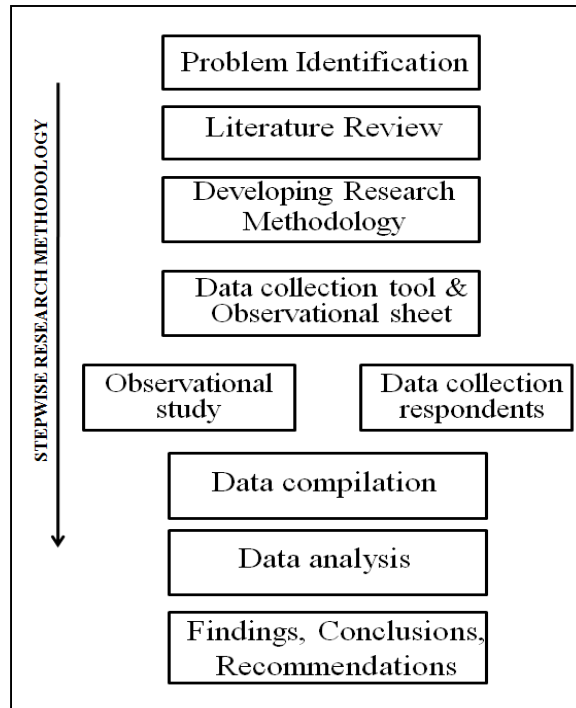 STEPWISE RESEARCH METHODOLOGY
Problem Identification
Literature Review
Developing Research
Methodology
Data collection tool &
Observational sheet
Observational
study
Data collection
respondents
Data compilation
Data analysis
Findings, Conclusions,
Recommendations